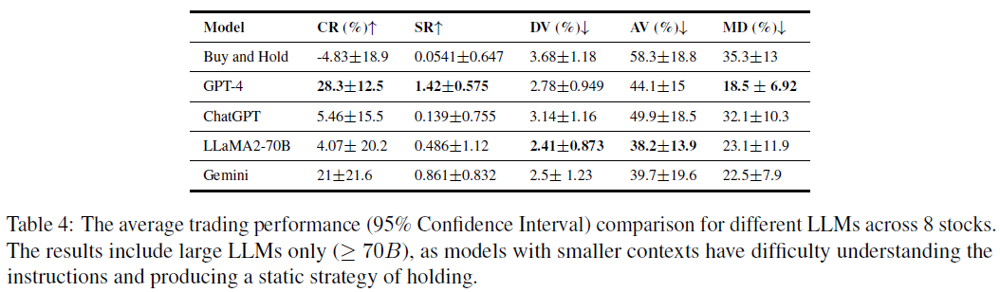 Model CR (%)↑ SR↑ DV (%)↓ AV (%)↓ MD (%)↓
Buy and Hold -4.83±18.9 0.0541±0.647 3.68±1.18 58.3±18.8 35.3±13
GPT-4 28.3±12.5 1.42±0.575 2.78±0.949 44.1±15 18.5 ± 6.92
ChatGPT 5.46±15.5 0.139±0.755 3.14±1.16 49.9±18.5 32.1±10.3
LLaMA2-70B 4.07± 20.2 0.486±1.12 2.41±0.873 38.2±13.9 23.1±11.9
Gemini 21±21.6 0.861±0.832 2.5± 1.23 39.7±19.6 22.5±7.9
Table 4: The average trading performance (95% Confidence Interval) comparison for different LLMs across 8 stocks.
The results include large LLMs only (≥ 70B), as models with smaller contexts have difficulty understanding the
instructions and producing a static strategy of holding.